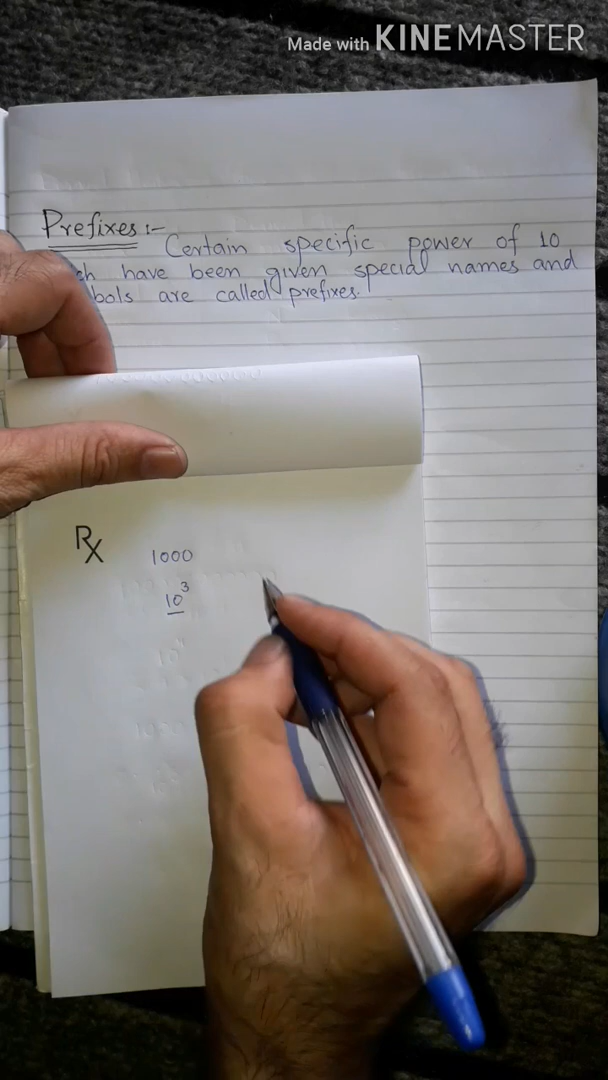 Made with KINEMASTER
Prefixes :-
Certain specific power of 10
ch have been given special names and
bols are called prefixes.
Rx
1000
10³